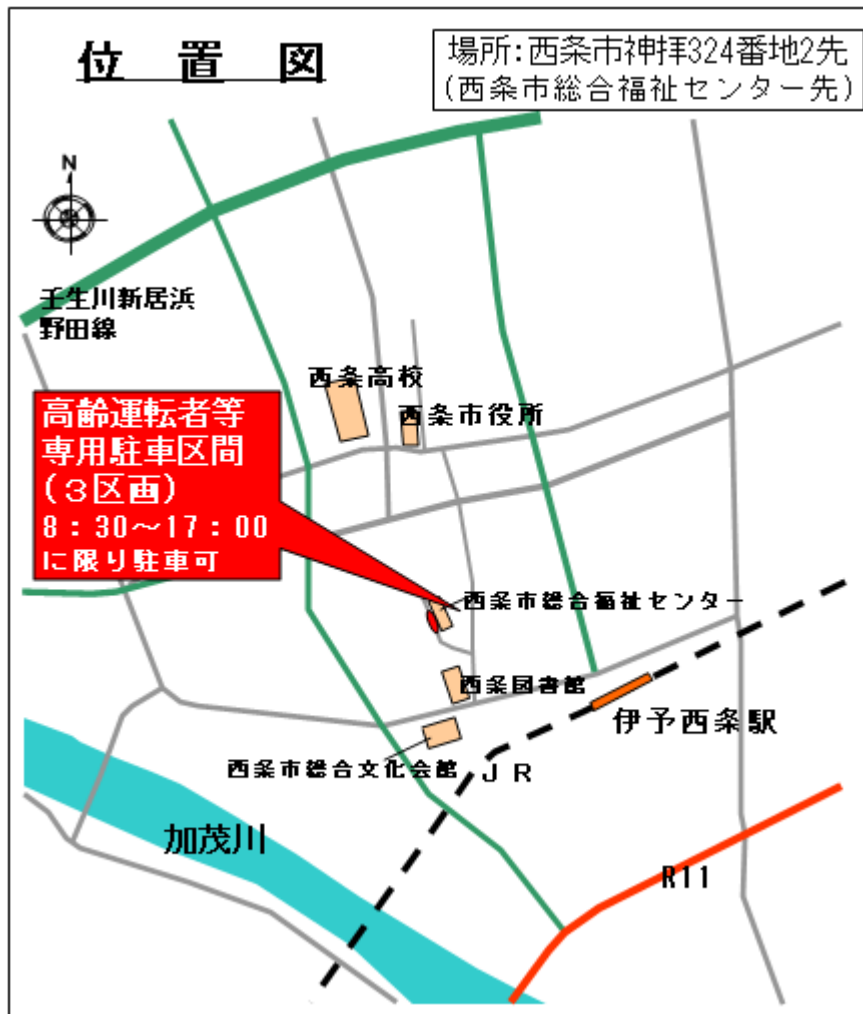 位置図
場所:西条市神拝324番地2先
(西条市総合福祉センター先)
N
壬生川新居浜
野田線
西条高校
西条市役所
高齢運転者等
専用駐車区間
(3区画)
8:30~17:00
に限り駐車可
西条市総合福祉センター
西条図書館
伊予西条駅
西条市総合文化会館
JR
加茂川
R11